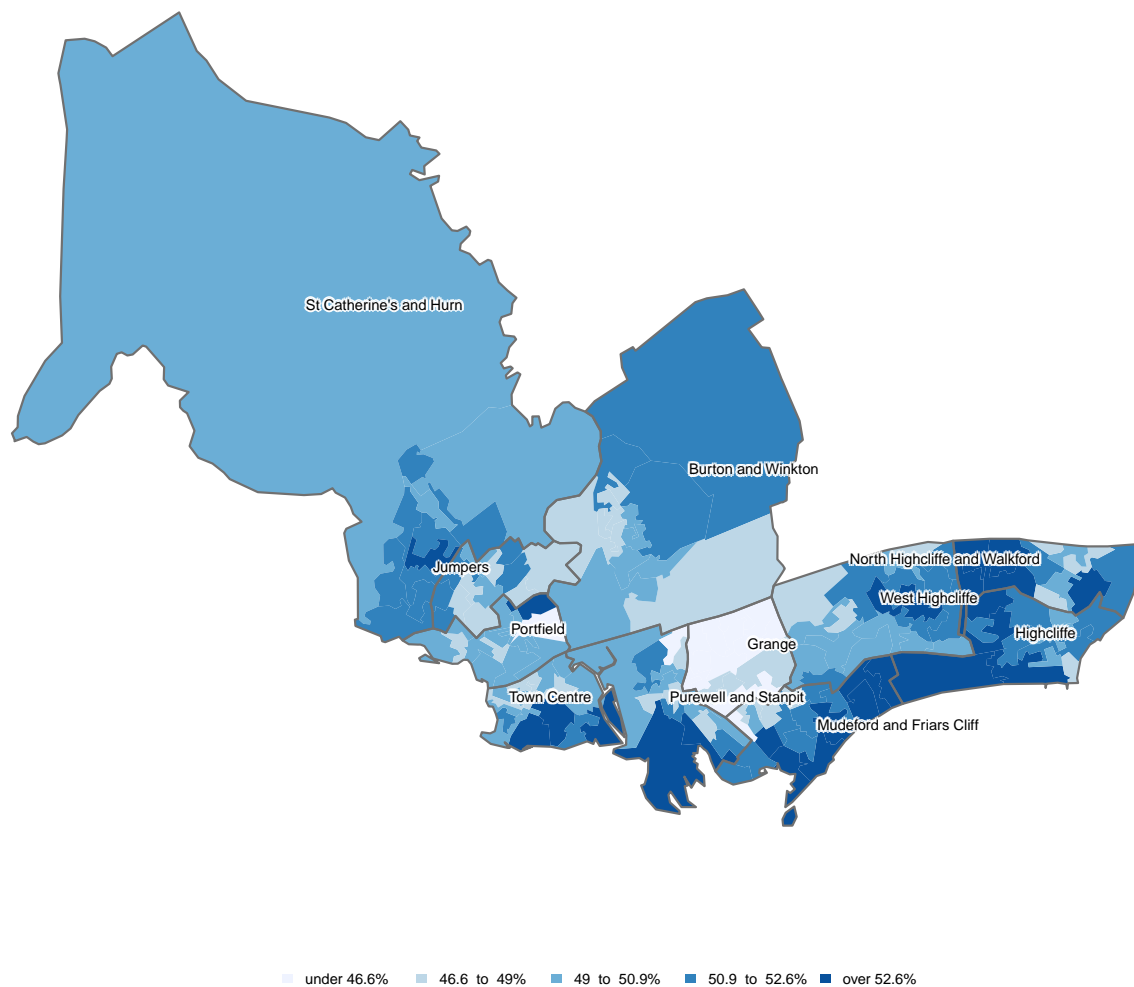 St Catherine's and Hurn
Burton and Winkton
North Highcliffe and Walkford
Jumpers
West Highcliffe
Portfield
Highcliffe
Grange
Town Centre
Purewell and Stanpit
Mudeford and Friars Cliff
under 46.6%
46.6 to 49%
49 to 50.9%
50.9 to 52.6%
over 52.6%